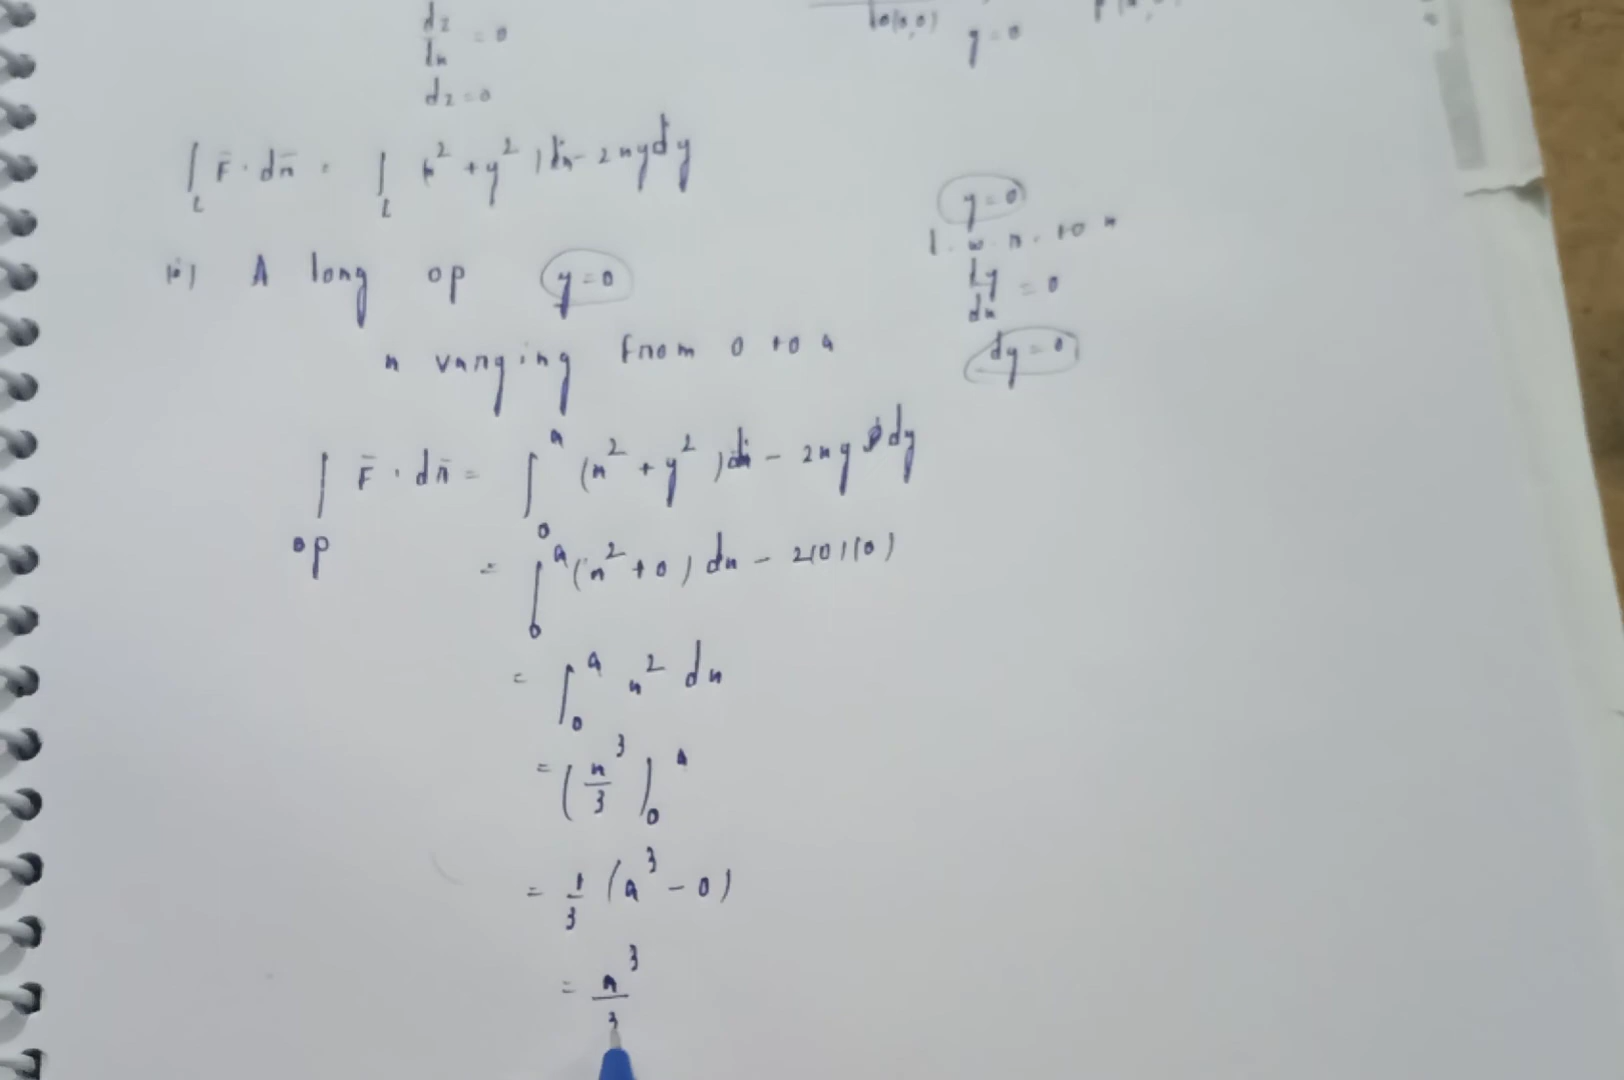 dz/dx = 0
dz = 0
(0,0)
y = 0
∫_C F̄ · dr̄ = ∫_C x² + y² ) dx - 2xydy
y = 0
d. w. r. to x
dy/dx = 0
dy = 0
i) A long op y = 0
x varying from 0 to a
∫_op F̄ · dr̄ = ∫_0^a (x² + y²) dx - 2xy dy
= ∫_0^a (x² + 0) dx - 2(0)(0)
= ∫_0^a x² dx
= (x³/3)_0^a
= 1/3 (a³ - 0)
= a³/3